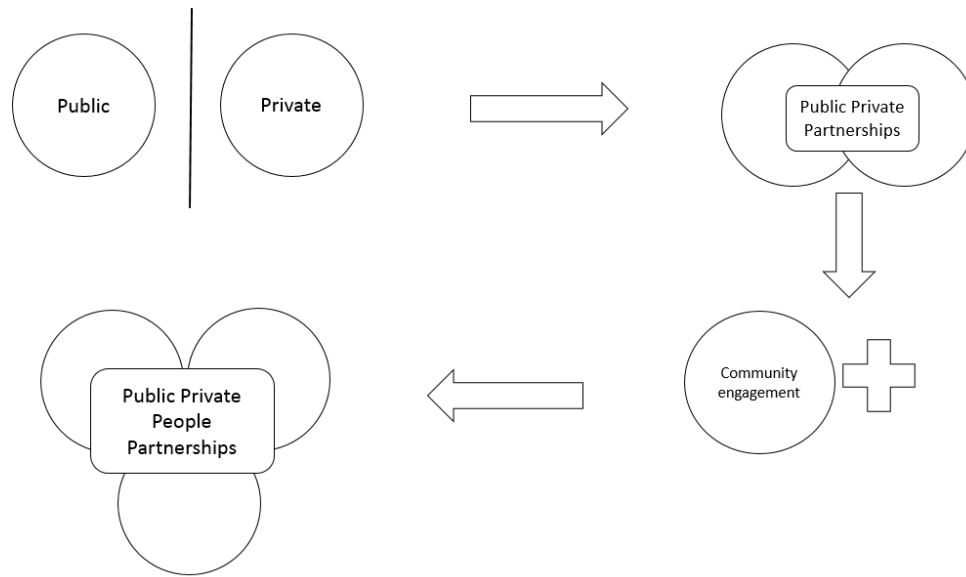 Public
Private
Public Private
Partnerships
Community
engagement
Public Private
People
Partnerships